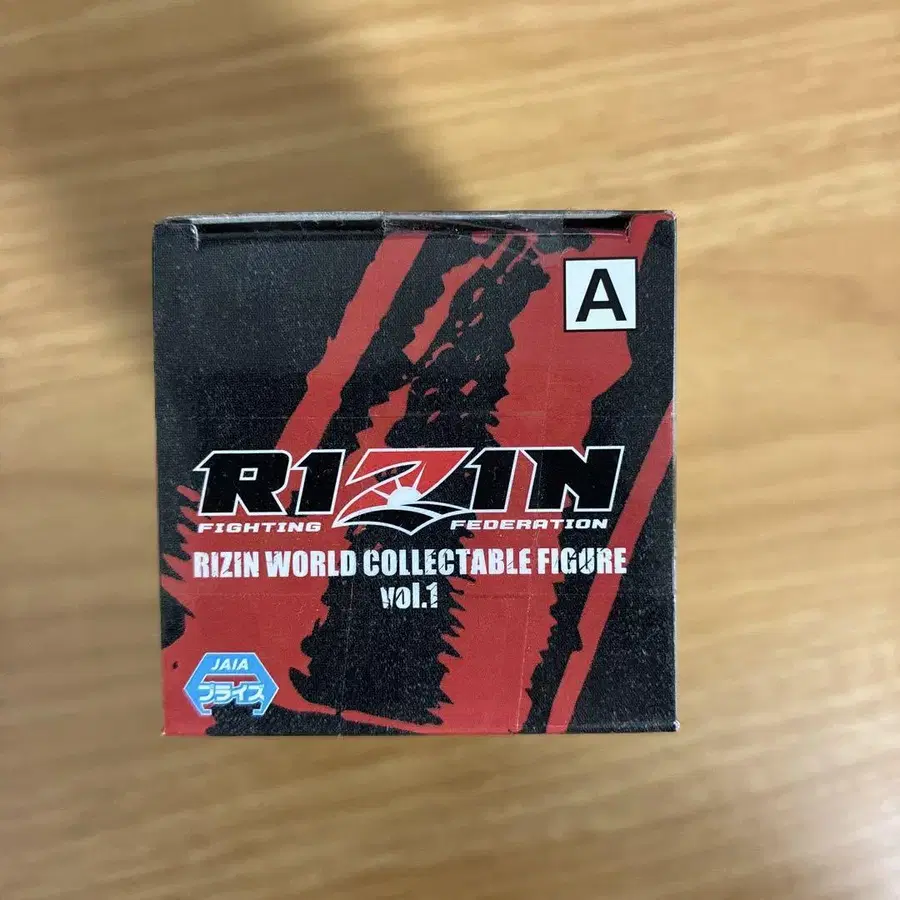 A
RIZIN
FIGHTING FEDERATION
RIZIN WORLD COLLECTABLE FIGURE
vol.1
JAIA
プライズ